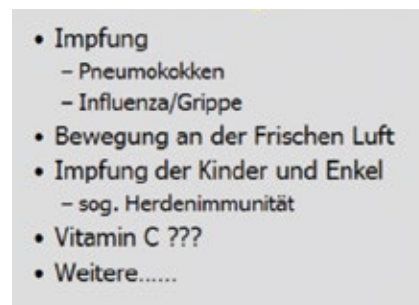 • Impfung
– Pneumokokken
– Influenza/Grippe
• Bewegung an der Frischen Luft
• Impfung der Kinder und Enkel
– sog. Herdenimmunität
• Vitamin C ???
• Weitere......